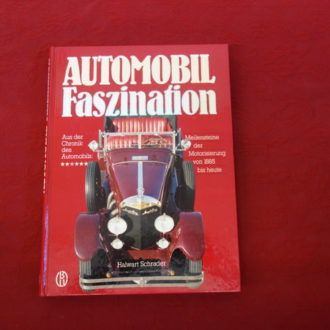 AUTOMOBIL
Faszination
Aus der
Chronik
des
Automobils:
Meilensteine
der
Motorisierung
von 1885
bis heute
Halwart Schrader